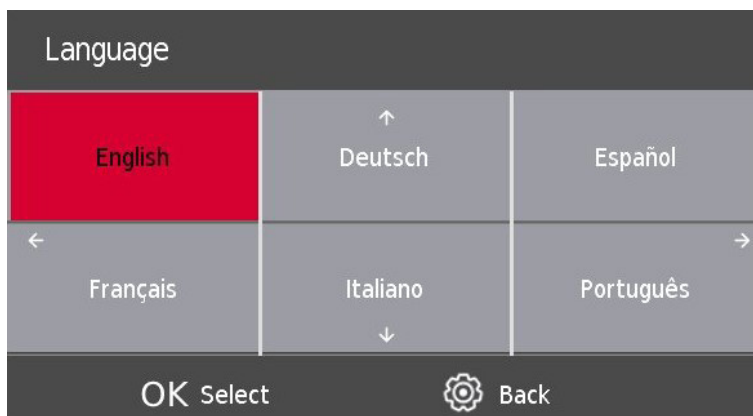 Language
English
Deutsch
Español
Français
Italiano
Português
OK Select
Back